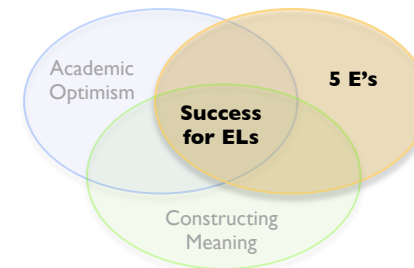 Academic
Optimism
5 E's
Success
for ELs
Constructing
Meaning